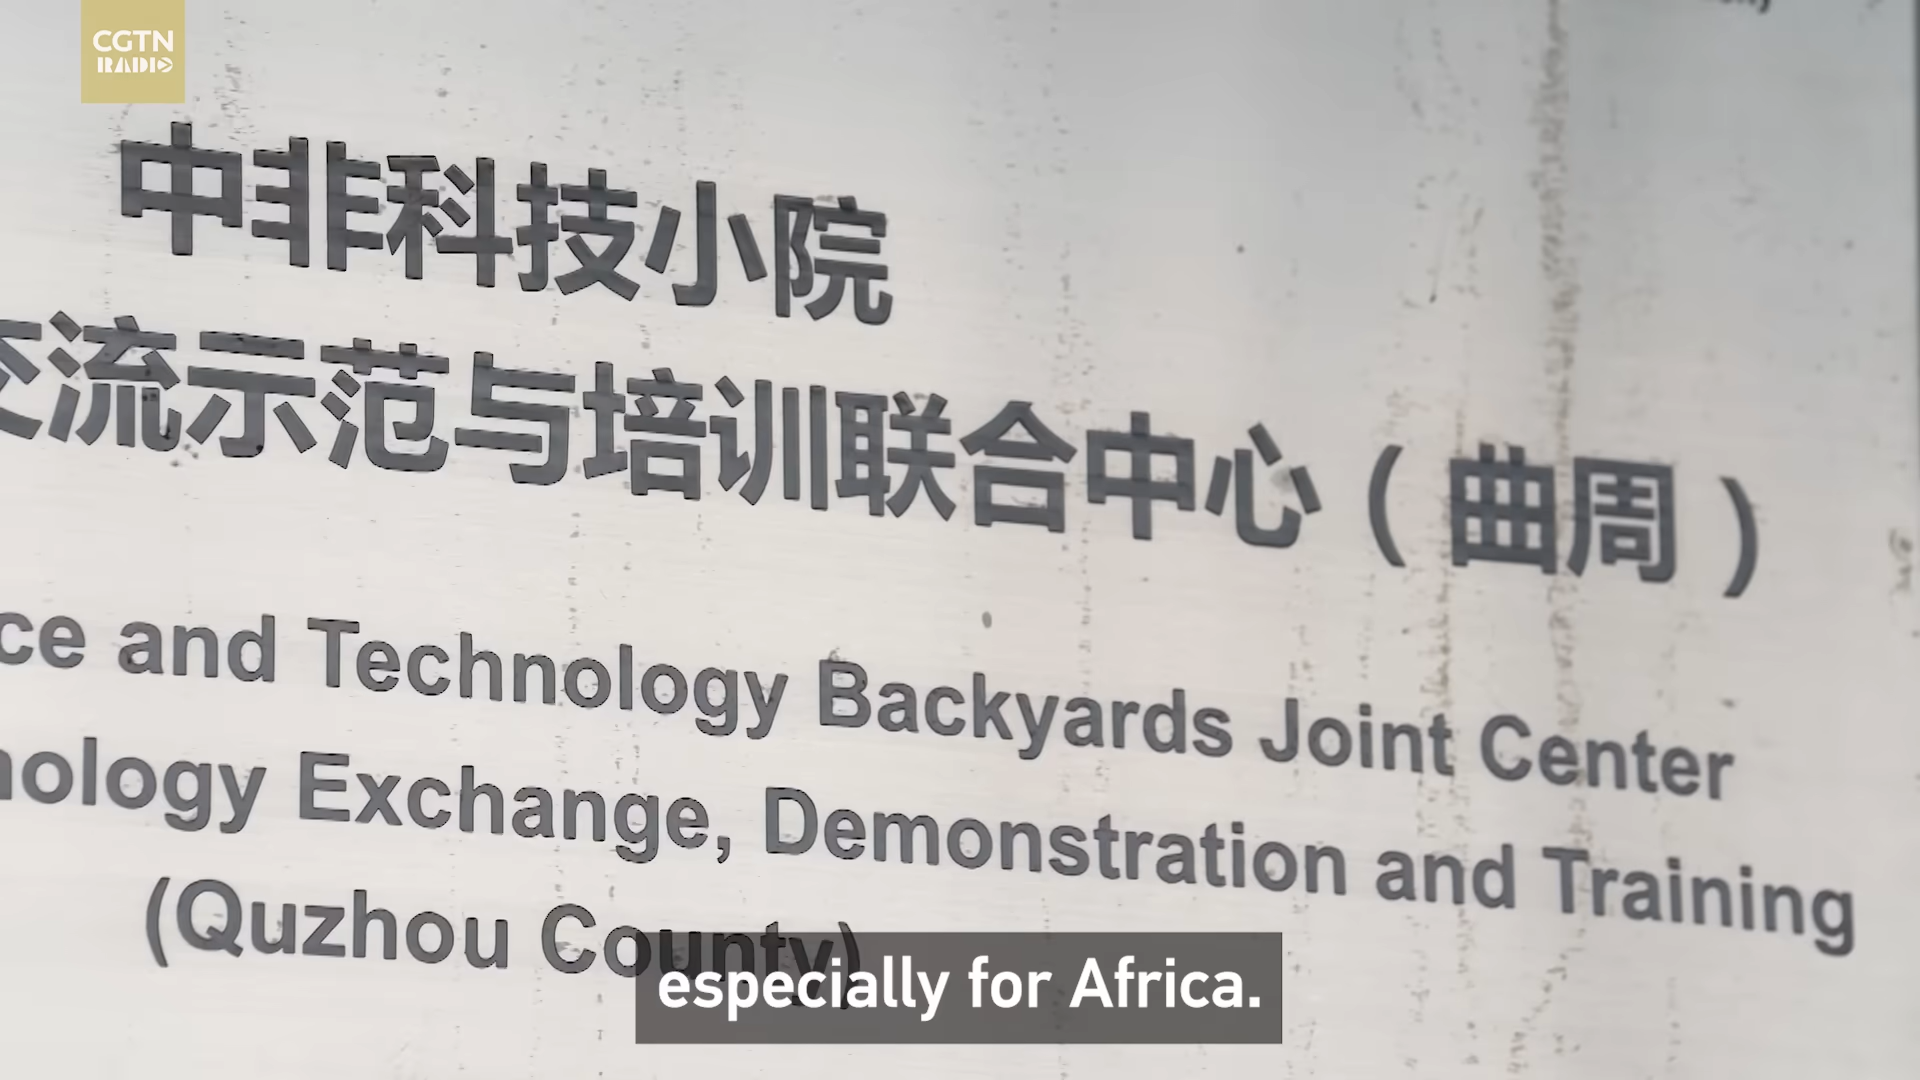 CGTN
RADIO
中非科技小院
交流示范与培训联合中心（曲周）
ce and Technology Backyards Joint Center
nology Exchange, Demonstration and Training
(Quzhou County)
especially for Africa.